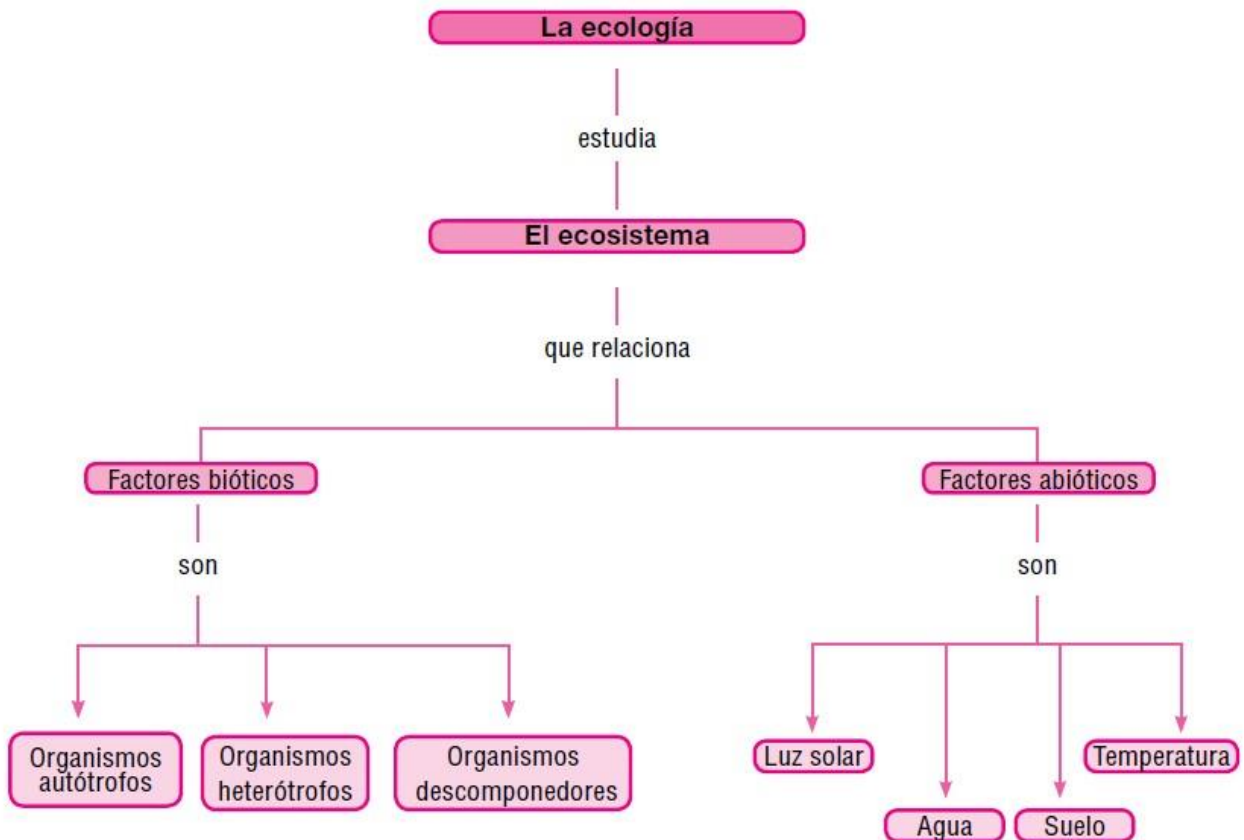 La ecología
estudia
El ecosistema
que relaciona
Factores bióticos
Factores abióticos
son
son
Organismos
autótrofos
Organismos
heterótrofos
Organismos
descomponedores
Luz solar
Temperatura
Agua
Suelo